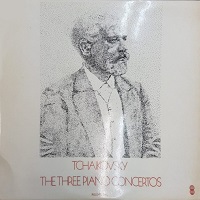 TCHAIKOVSKY
THE THREE PIANO CONCERTOS